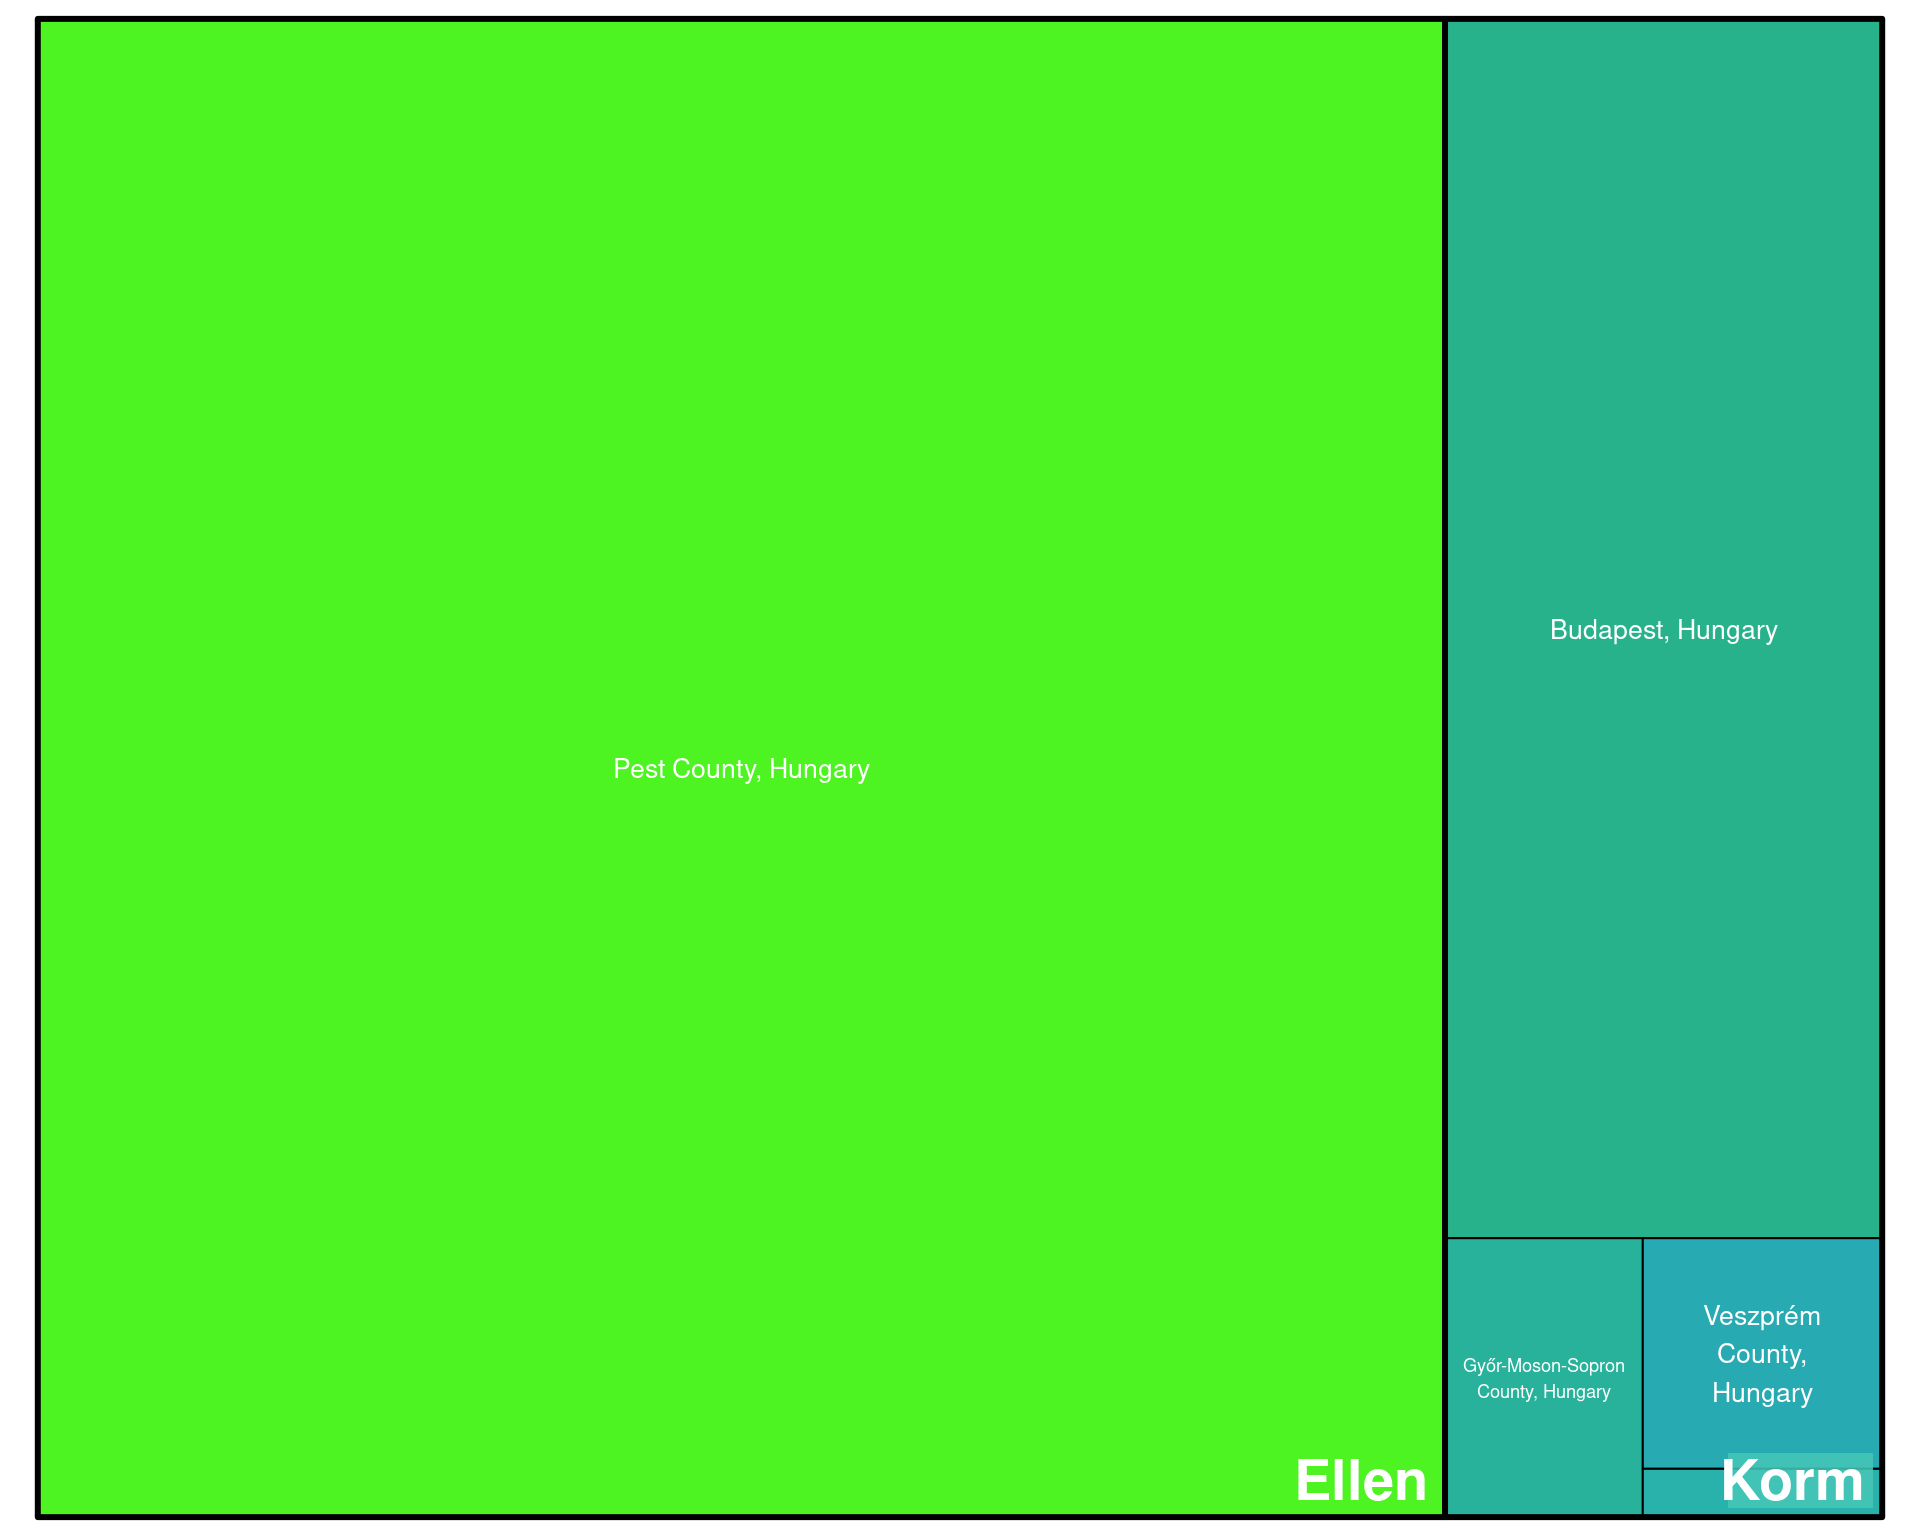 Budapest, Hungary
Pest County, Hungary
Veszprém
County,
Hungary
Győr-Moson-Sopron
County, Hungary
Ellen
Korm